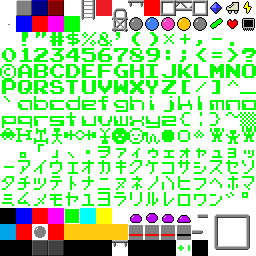 ! " # $ % & ' ( ) * + , - . /
0123456789:;<=>?
©ABCDEFGHIJKLMNO
PQRSTUVWXYZ[/]
`abcdefghijklmno
pqrstuvwxyz
¥
。「」、・ヲァィゥェォャュョッ
ーアイウエオカキクケコサシスセソ
タチツテトナニヌネノハヒフヘホマ
ミムメモヤユヨラリルレロワン゛゜